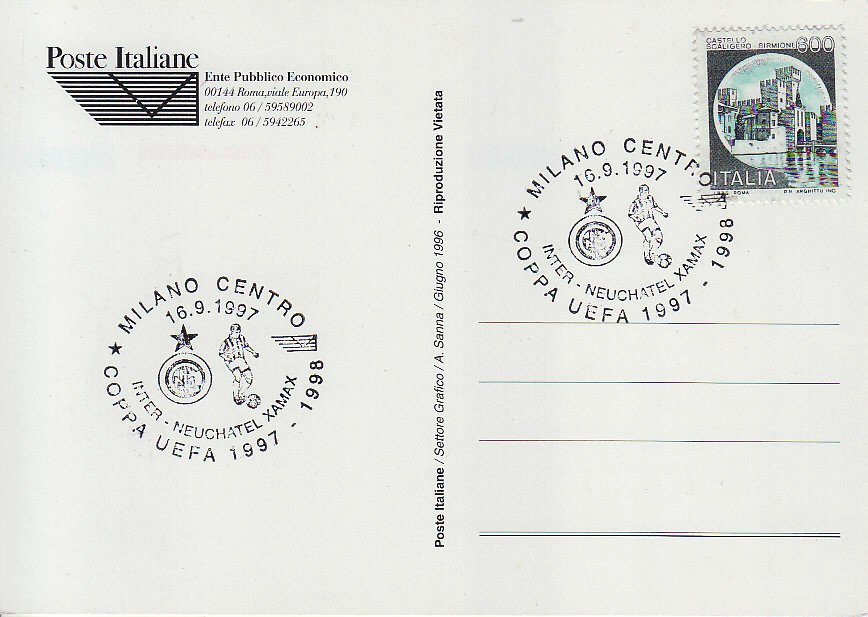 Poste Italiane
Ente Pubblico Economico
00144 Roma,viale Europa,190
telefono 06 / 59589002
telefax 06 / 5942265
MILANO CENTRO
16.9.1997
INTER - NEUCHATEL XAMAX
★ COPPA UEFA 1997 - 1998
Poste Italiane / Settore Grafico / A. Sanna / Giugno 1996 - Riproduzione Vietata
CASTELLO
SCALIGERO - SIRMIONE 600
ITALIA
MILANO CENTRO
16.9.1997
INTER - NEUCHATEL XAMAX
★ COPPA UEFA 1997 - 1998